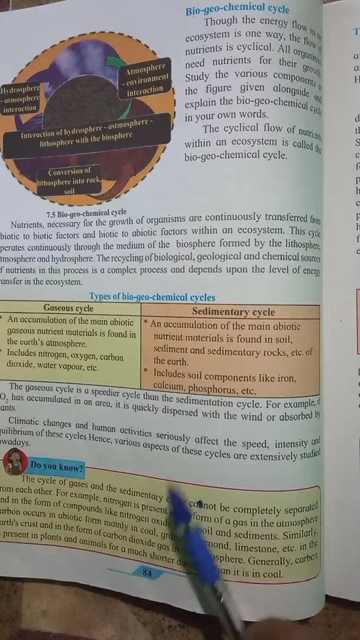 Bio-geo-chemical cycle
Though the energy flow in
ecosystem is one way, the flow
nutrients is cyclical. All organi
need nutrients for their growth.
Study the various components
the figure given alongside and
explain the bio-geo-chemical cycle
in your own words.
The cyclical flow of nutrients
within an ecosystem is called the
bio-geo-chemical cycle.
Hydrosphere
- atmosphere
interaction
Atmosphere
- environment
interaction
Interaction of hydrosphere - astmosphere -
lithosphere with the biosphere
Conversion of
lithosphere into rock,
soil
7.5 Bio-geo-chemical cycle
Nutrients, necessary for the growth of organisms are continuously transferred from
biotic to biotic factors and biotic to abiotic factors within an ecosystem. This cycle
perates continuously through the medium of the biosphere formed by the lithosphere,
tmosphere and hydrosphere. The recycling of biological, geological and chemical sources
f nutrients in this process is a complex process and depends upon the level of energy
ansfer in the ecosystem.
Types of bio-geo-chemical cycles
Gaseous cycle
* An accumulation of the main abiotic
gaseous nutrient materials is found in
the earth's atmosphere.
* Includes nitrogen, oxygen, carbon
dioxide, water vapour, etc.
Sedimentary cycle
* An accumulation of the main abiotic
nutrient materials is found in soil,
sediment and sedimentary rocks, etc. of
the earth.
* Includes soil components like iron,
calcium, phosphorus, etc.
The gaseous cycle is a speedier cycle than the sedimentation cycle. For example, if
O₂ has accumulated in an area, it is quickly dispersed with the wind or absorbed by
ants.
Climatic changes and human activities seriously affect the speed, intensity and
quilibrium of these cycles Hence, various aspects of these cycles are extensively studied
owadays.
Do you know?
The cycle of gases and the sedimentary cannot be completely separated
rom each other. For example, nitrogen is present form of a gas in the atmosphere
nd in the form of compounds like nitrogen oxide soil and sediments. Similarly,
arbon occurs in abiotic form mainly in coal, limestone, etc. in the
arth's crust and in the form of carbon dioxide gas in Generally, carbon
s present in plants and animals for a much shorter than it is in coal.
84